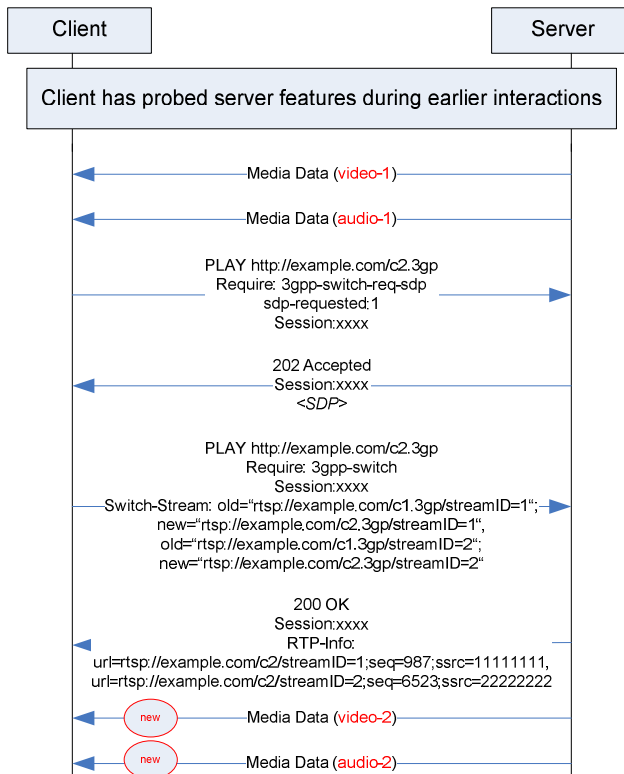 Client
Server
Client has probed server features during earlier interactions
Media Data (video-1)
Media Data (audio-1)
PLAY http://example.com/c2.3gp
Require: 3gpp-switch-req-sdp
sdp-requested:1
Session:xxxx
202 Accepted
Session:xxxx
<SDP>
PLAY http://example.com/c2.3gp
Require: 3gpp-switch
Session:xxxx
Switch-Stream: old=“rtsp://example.com/c1.3gp/streamID=1“;
new=“rtsp://example.com/c2.3gp/streamID=1“,
old=“rtsp://example.com/c1.3gp/streamID=2“;
new=“rtsp://example.com/c2.3gp/streamID=2“
200 OK
Session:xxxx
RTP-Info:
url=rtsp://example.com/c2/streamID=1;seq=987;ssrc=11111111,
url=rtsp://example.com/c2/streamID=2;seq=6523;ssrc=22222222
new Media Data (video-2)
new Media Data (audio-2)